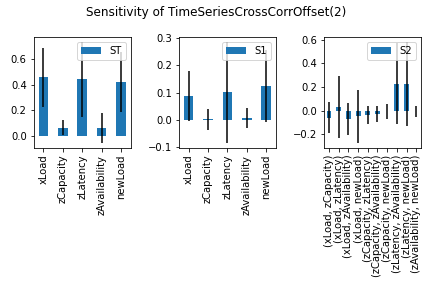 Sensitivity of TimeSeriesCrossCorrOffset(2)
ST
0.6
0.4
0.2
0.0
xLoad
zCapacity
zLatency
zAvailability
newLoad
S1
0.3
0.2
0.1
0.0
−0.1
xLoad
zCapacity
zLatency
zAvailability
newLoad
S2
0.6
0.4
0.2
0.0
−0.2
(xLoad, zCapacity)
(xLoad, zLatency)
(xLoad, zAvailability)
(xLoad, newLoad)
(zCapacity, zLatency)
(zCapacity, zAvailability)
(zCapacity, newLoad)
(zLatency, zAvailability)
(zLatency, newLoad)
(zAvailability, newLoad)